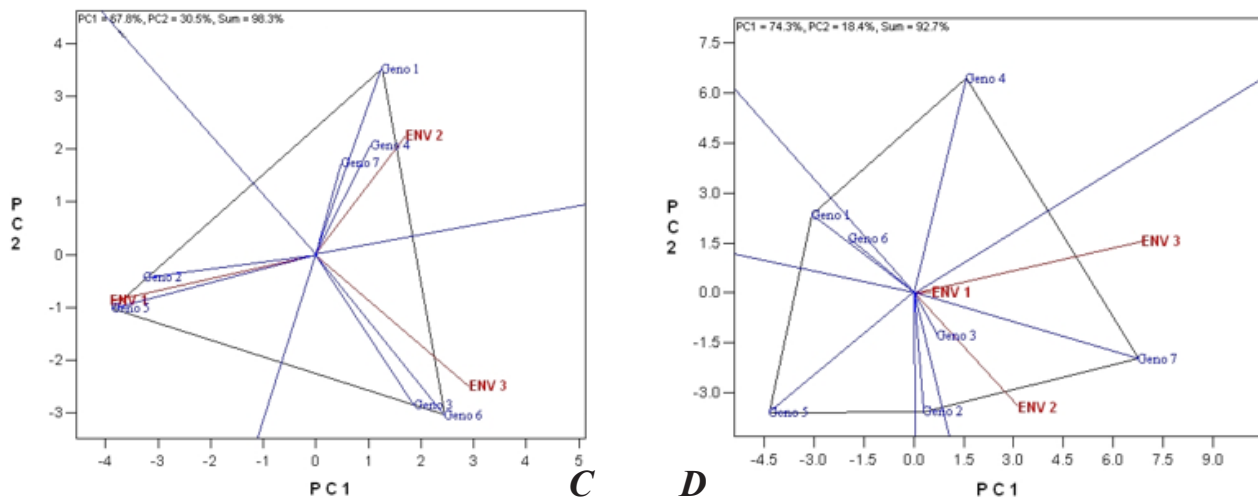 PC1 = 67.8%, PC2 = 30.5%, Sum = 98.3%
4
3
2
1
0
-1
-2
-3
P
C
2
Geno 1
ENV 2
Geno 4
Geno 7
Geno 2
ENV 1
Geno 5
ENV 3
Geno 3
Geno 6
-4 -3 -2 -1 0 1 2 3 4 5
P C 1
C
PC1 = 74.3%, PC2 = 18.4%, Sum = 92.7%
7.5
6.0
4.5
3.0
1.5
0.0
-1.5
-3.0
P
C
2
Geno 4
Geno 1
Geno 6
ENV 3
ENV 1
Geno 3
Geno 7
Geno 5
Geno 2
ENV 2
-4.5 -3.0 -1.5 0.0 1.5 3.0 4.5 6.0 7.5 9.0
P C 1
D